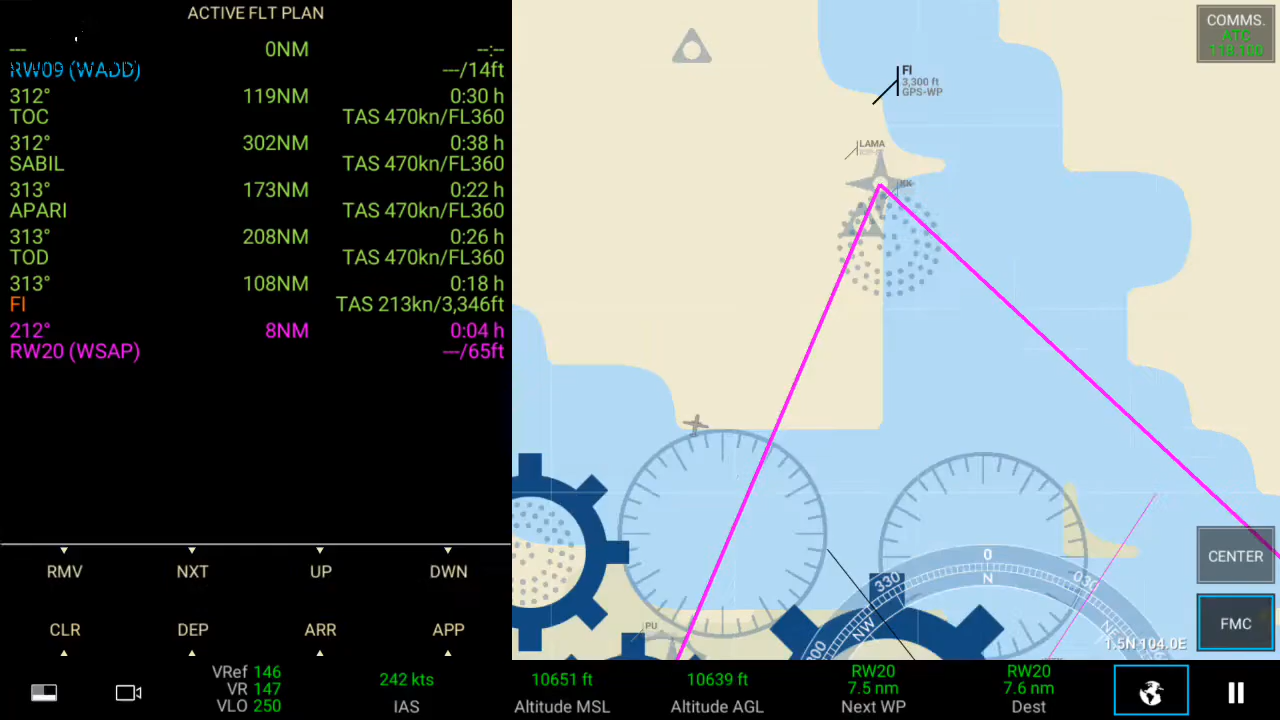 ACTIVE FLT PLAN
--- 0NM --:--
RW09 (WADD) ---/14ft
312° 119NM 0:30 h
TOC TAS 470kn/FL360
312° 302NM 0:38 h
SABIL TAS 470kn/FL360
313° 173NM 0:22 h
APARI TAS 470kn/FL360
313° 208NM 0:26 h
TOD TAS 470kn/FL360
313° 108NM 0:18 h
FI TAS 213kn/3,346ft
212° 8NM 0:04 h
RW20 (WSAP) ---/65ft
RMV NXT UP DWN
CLR DEP ARR APP
COMMS.
ATC
118.100
FI
3,300 ft
GPS-WP
LAMA
KK
PU
0
N
330
030
NW
NE
300
1.5N 104.0E
CENTER
FMC
VRef 146
VR 147
VLO 250
242 kts
IAS
10651 ft
Altitude MSL
10639 ft
Altitude AGL
RW20
7.5 nm
Next WP
RW20
7.6 nm
Dest